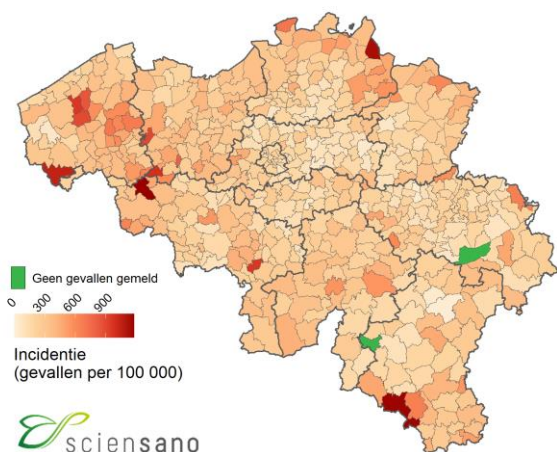 Geen gevallen gemeld
0 300 600 900
Incidentie
(gevallen per 100 000)
sciensano